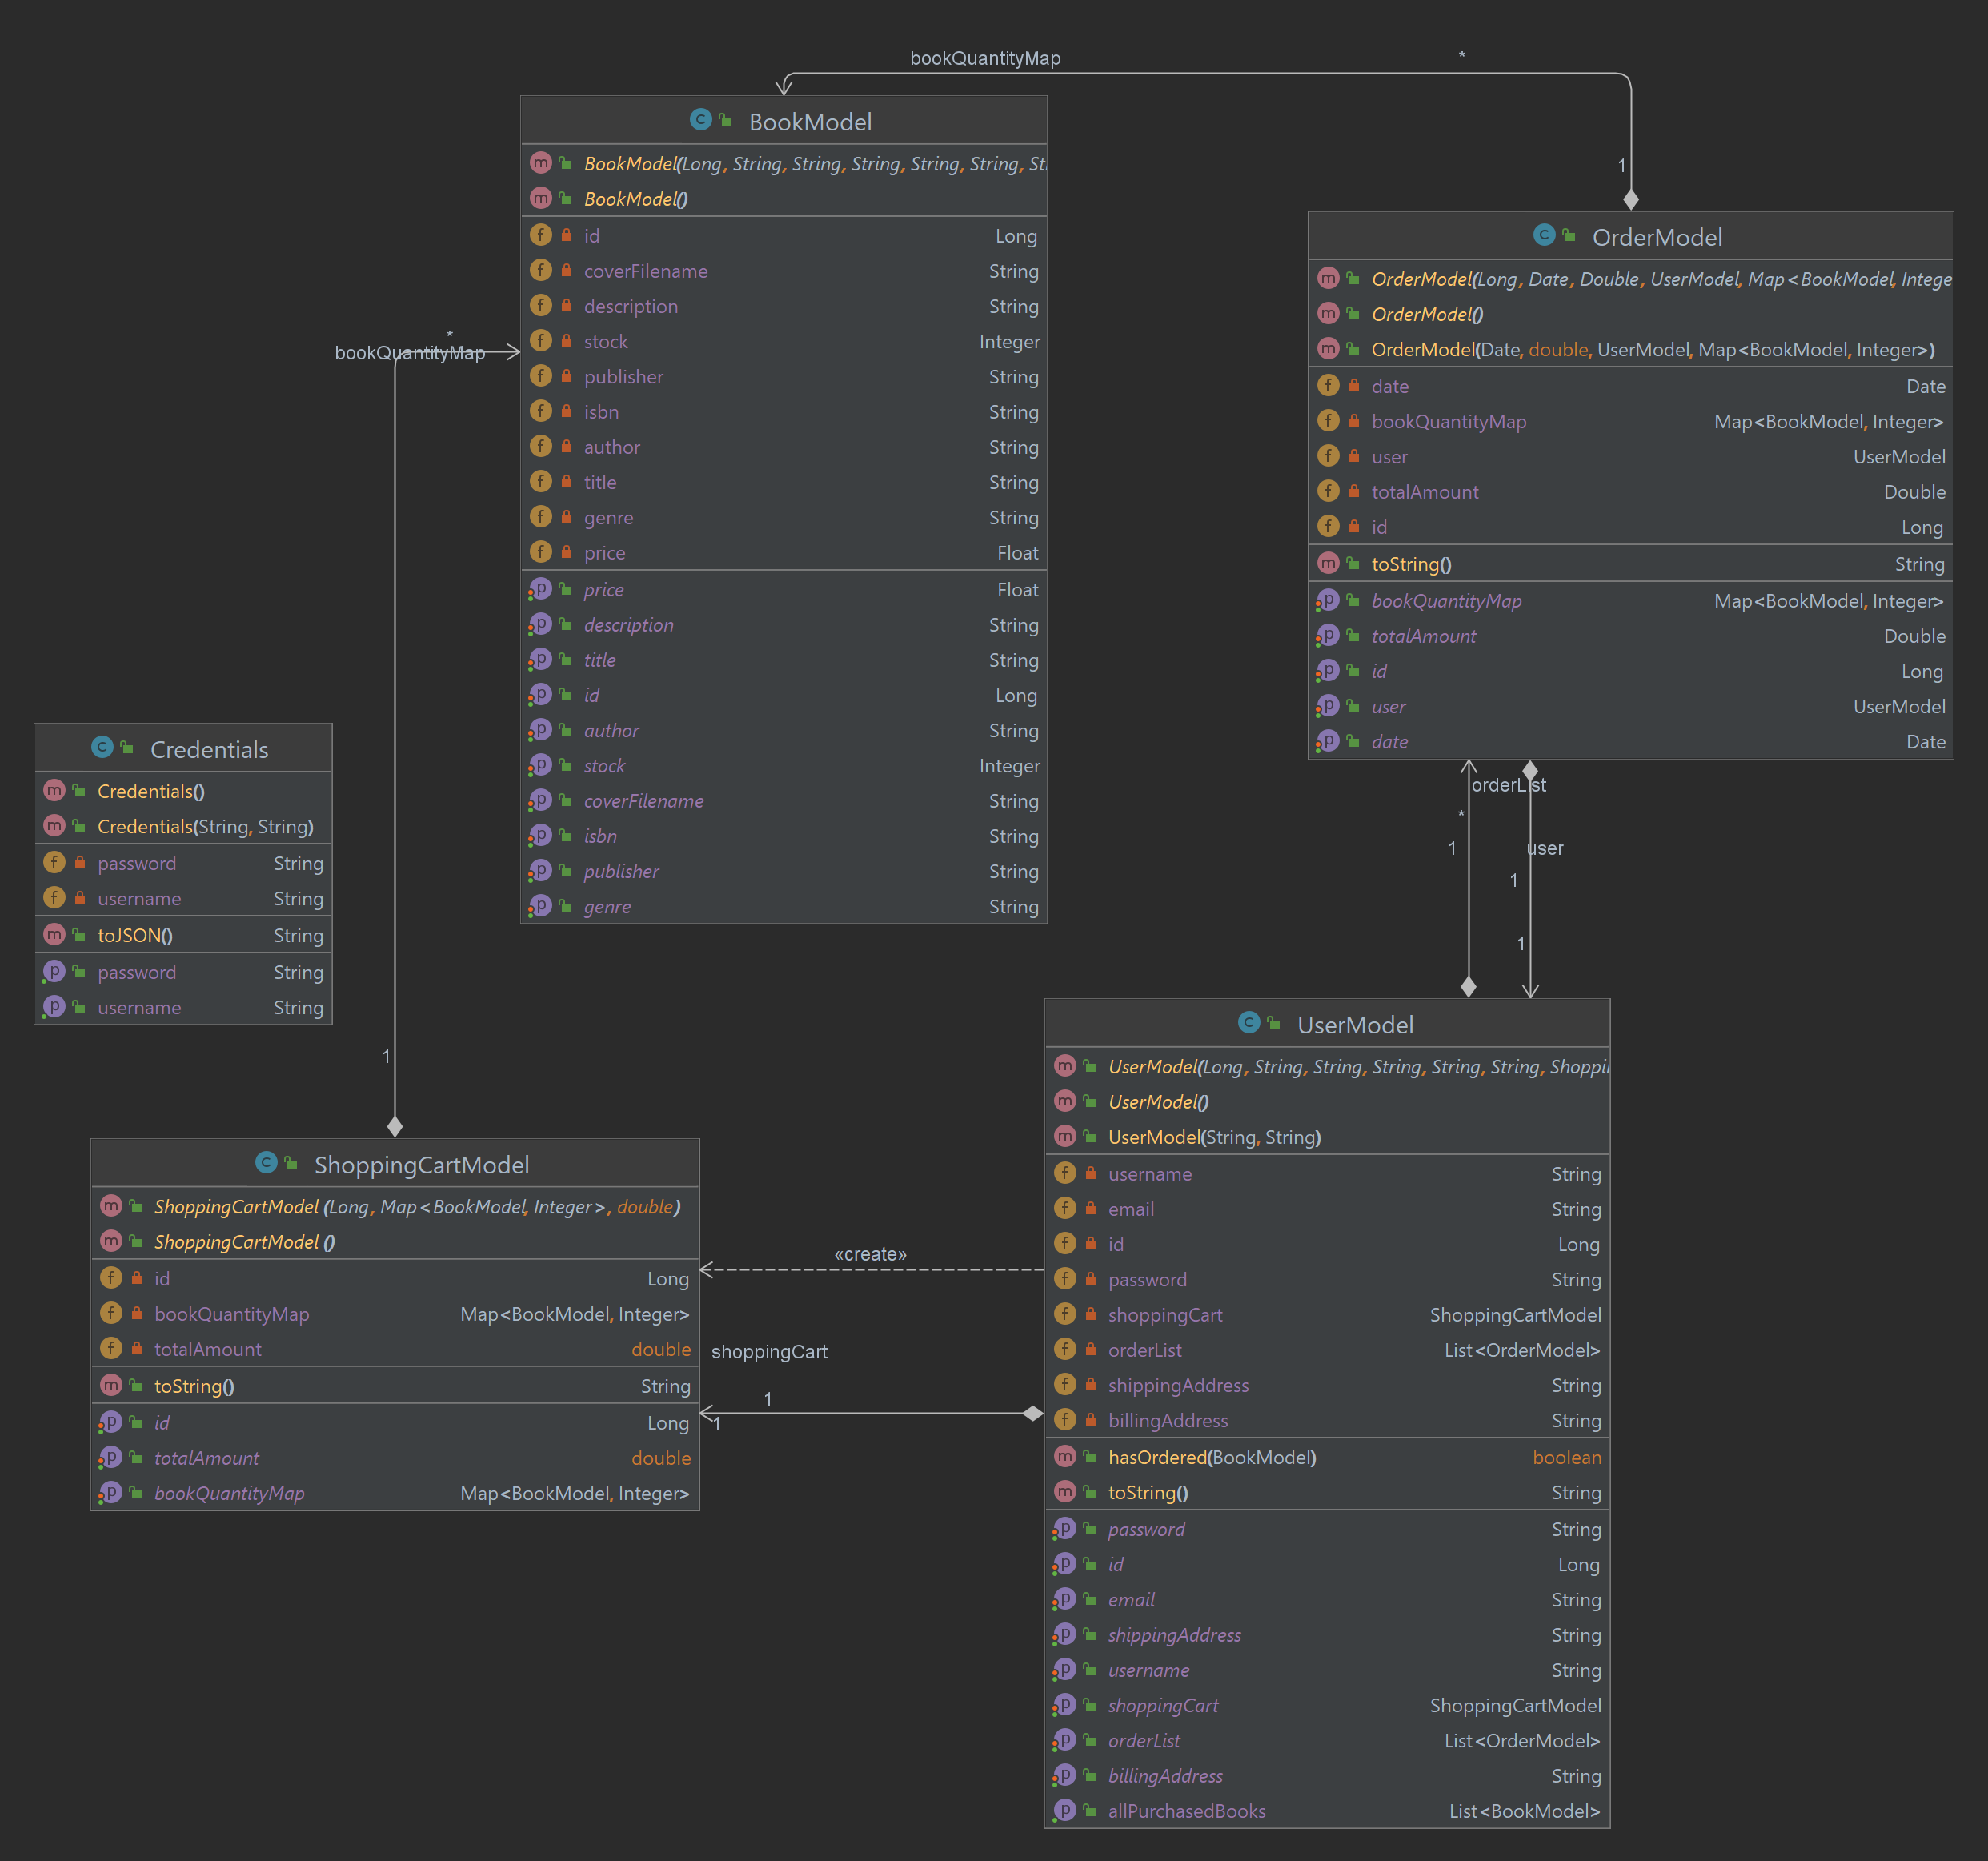 bookQuantityMap
*
1
BookModel
BookModel(Long, String, String, String, String, String, St
BookModel()
id Long
coverFilename String
description String
stock Integer
publisher String
isbn String
author String
title String
genre String
price Float
price Float
description String
title String
id Long
author String
stock Integer
coverFilename String
isbn String
publisher String
genre String
OrderModel
OrderModel(Long, Date, Double, UserModel, Map<BookModel, Intege
OrderModel()
OrderModel(Date, double, UserModel, Map<BookModel, Integer>)
date Date
bookQuantityMap Map<BookModel, Integer>
user UserModel
totalAmount Double
id Long
toString() String
bookQuantityMap Map<BookModel, Integer>
totalAmount Double
id Long
user UserModel
date Date
*
bookQuantityMap
1
Credentials
Credentials()
Credentials(String, String)
password String
username String
toJSON() String
password String
username String
orderList
*
1
user
1
1
ShoppingCartModel
ShoppingCartModel (Long, Map<BookModel, Integer>, double)
ShoppingCartModel ()
id Long
bookQuantityMap Map<BookModel, Integer>
totalAmount double
toString() String
id Long
totalAmount double
bookQuantityMap Map<BookModel, Integer>
«create»
shoppingCart
1
1
UserModel
UserModel(Long, String, String, String, String, String, Shoppin
UserModel()
UserModel(String, String)
username String
email String
id Long
password String
shoppingCart ShoppingCartModel
orderList List<OrderModel>
shippingAddress String
billingAddress String
hasOrdered(BookModel) boolean
toString() String
password String
id Long
email String
shippingAddress String
username String
shoppingCart ShoppingCartModel
orderList List<OrderModel>
billingAddress String
allPurchasedBooks List<BookModel>